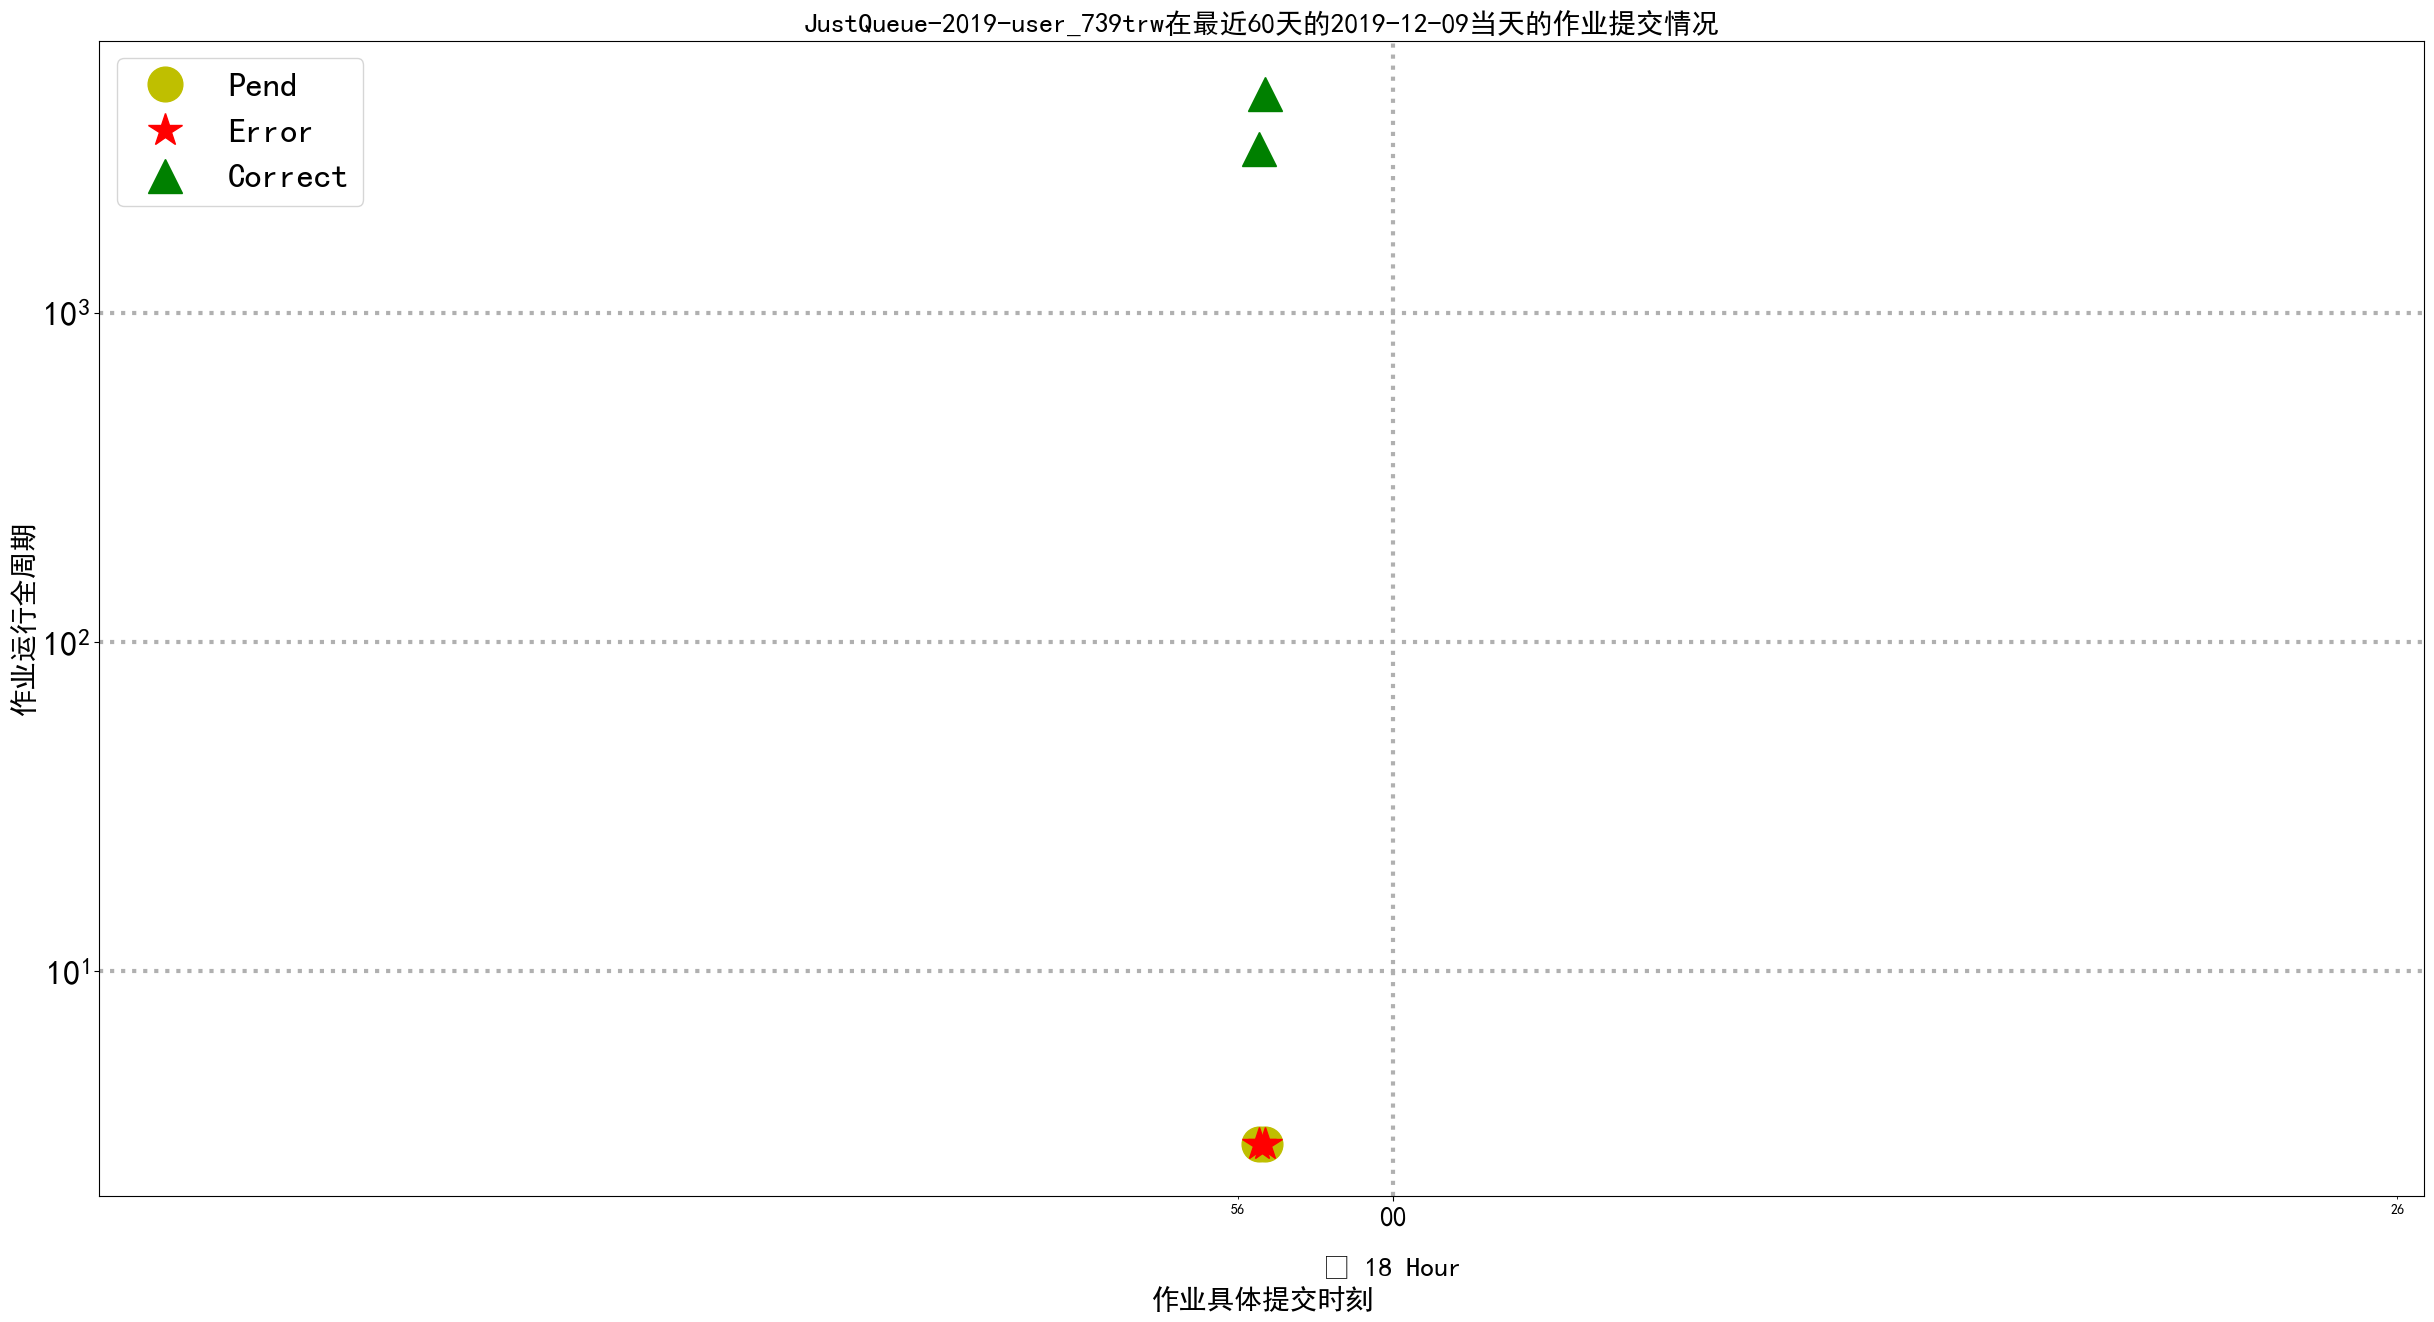 JustQueue-2019-user_739trw在最近60天的2019-12-09当天的作业提交情况
Pend
Error
Correct
10³
10²
10¹
作业运行全周期
56
00
26
□ 18 Hour
作业具体提交时刻